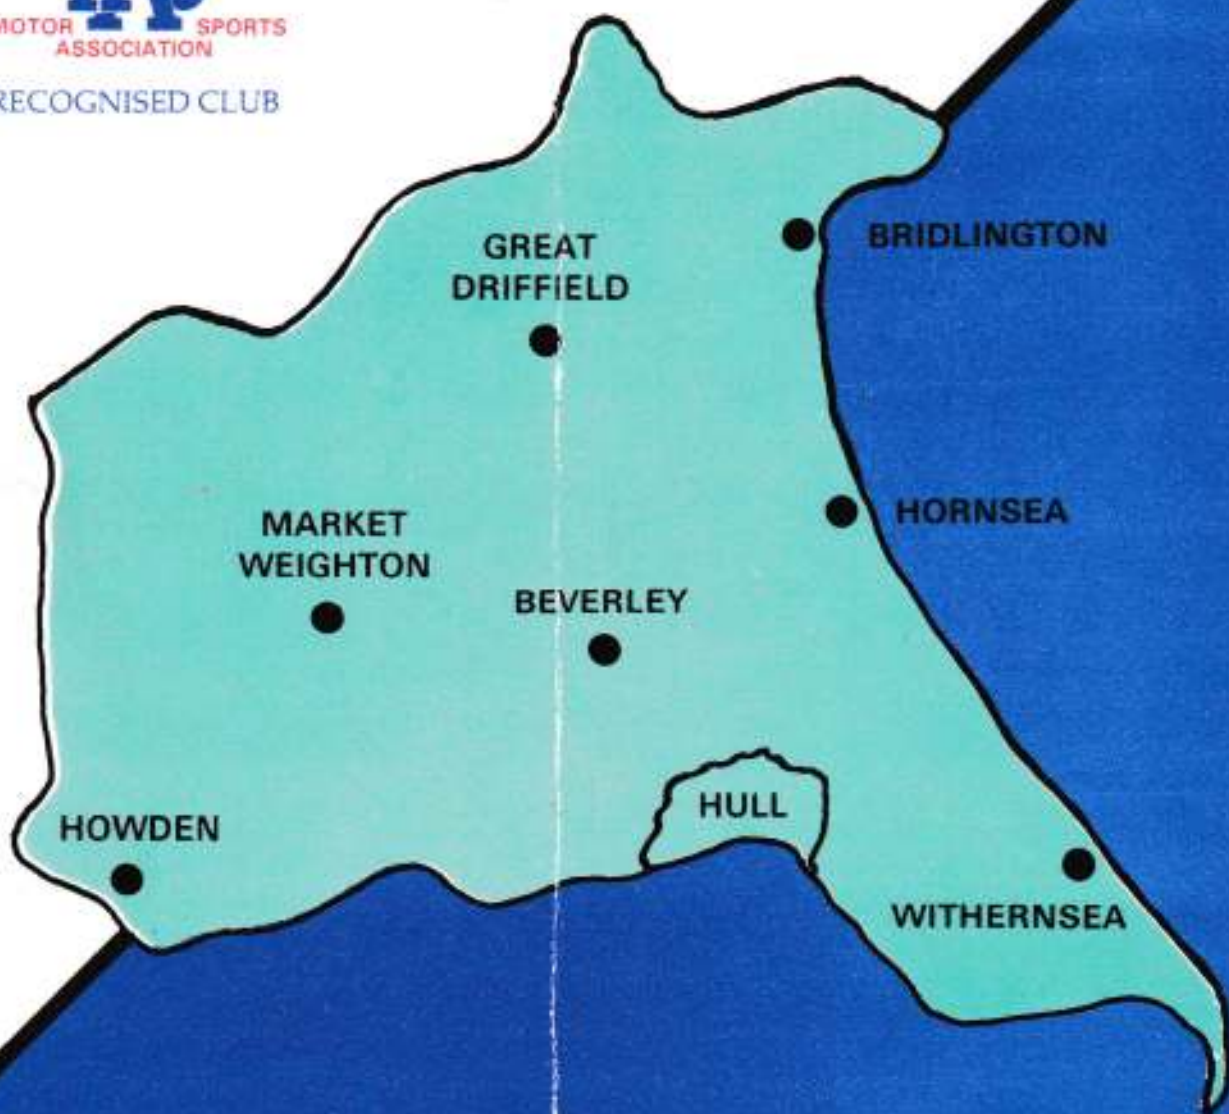 MOTOR SPORTS
ASSOCIATION
RECOGNISED CLUB
GREAT
DRIFFIELD
BRIDLINGTON
MARKET
WEIGHTON
HORNSEA
BEVERLEY
HULL
HOWDEN
WITHERNSEA